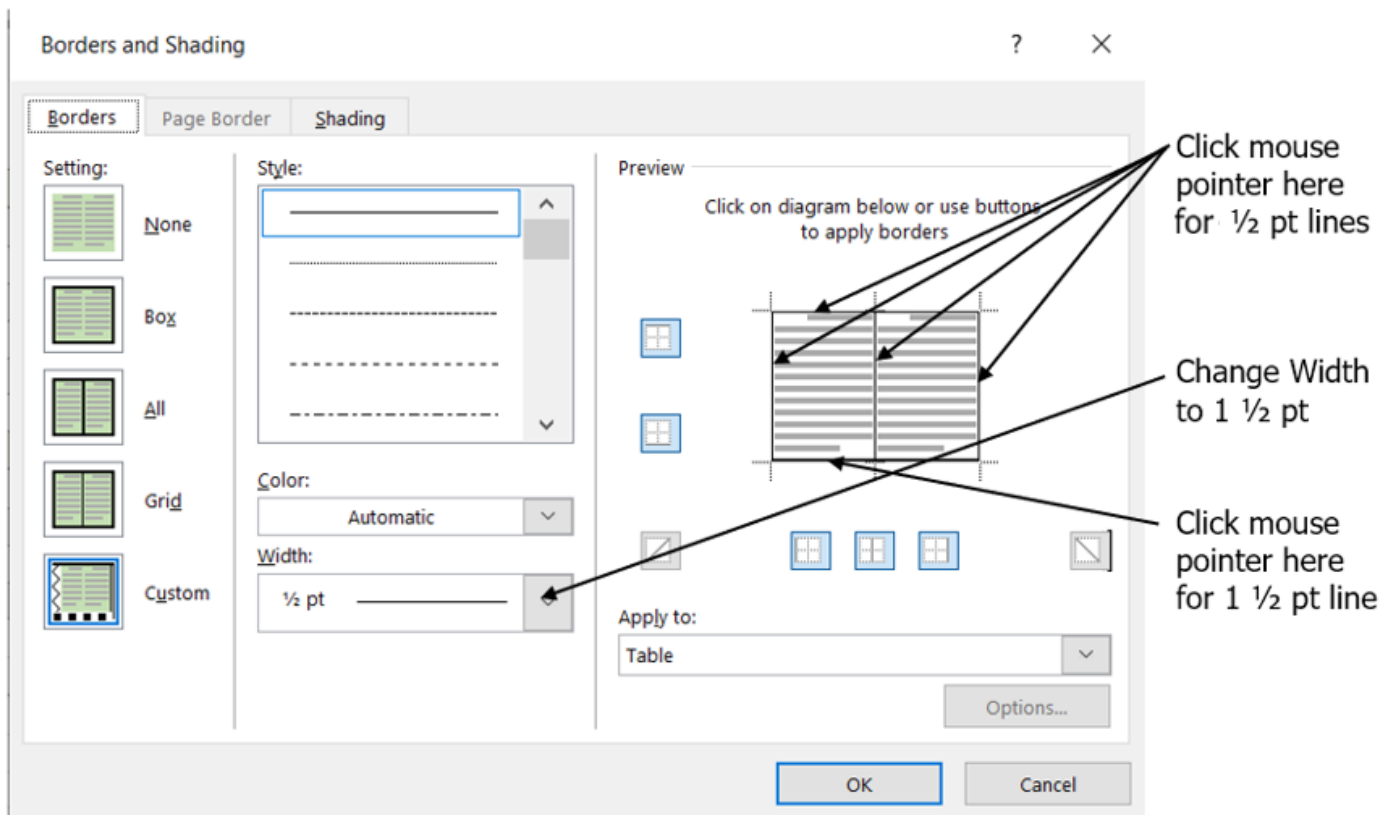 Borders and Shading
?
Borders
Page Border
Shading
Setting:
None
Box
All
Grid
Custom
Style:
Color:
Automatic
Width:
½ pt
Preview
Click on diagram below or use buttons
to apply borders
Apply to:
Table
Options...
OK
Cancel
Click mouse
pointer here
for ½ pt lines
Change Width
to 1 ½ pt
Click mouse
pointer here
for 1 ½ pt line